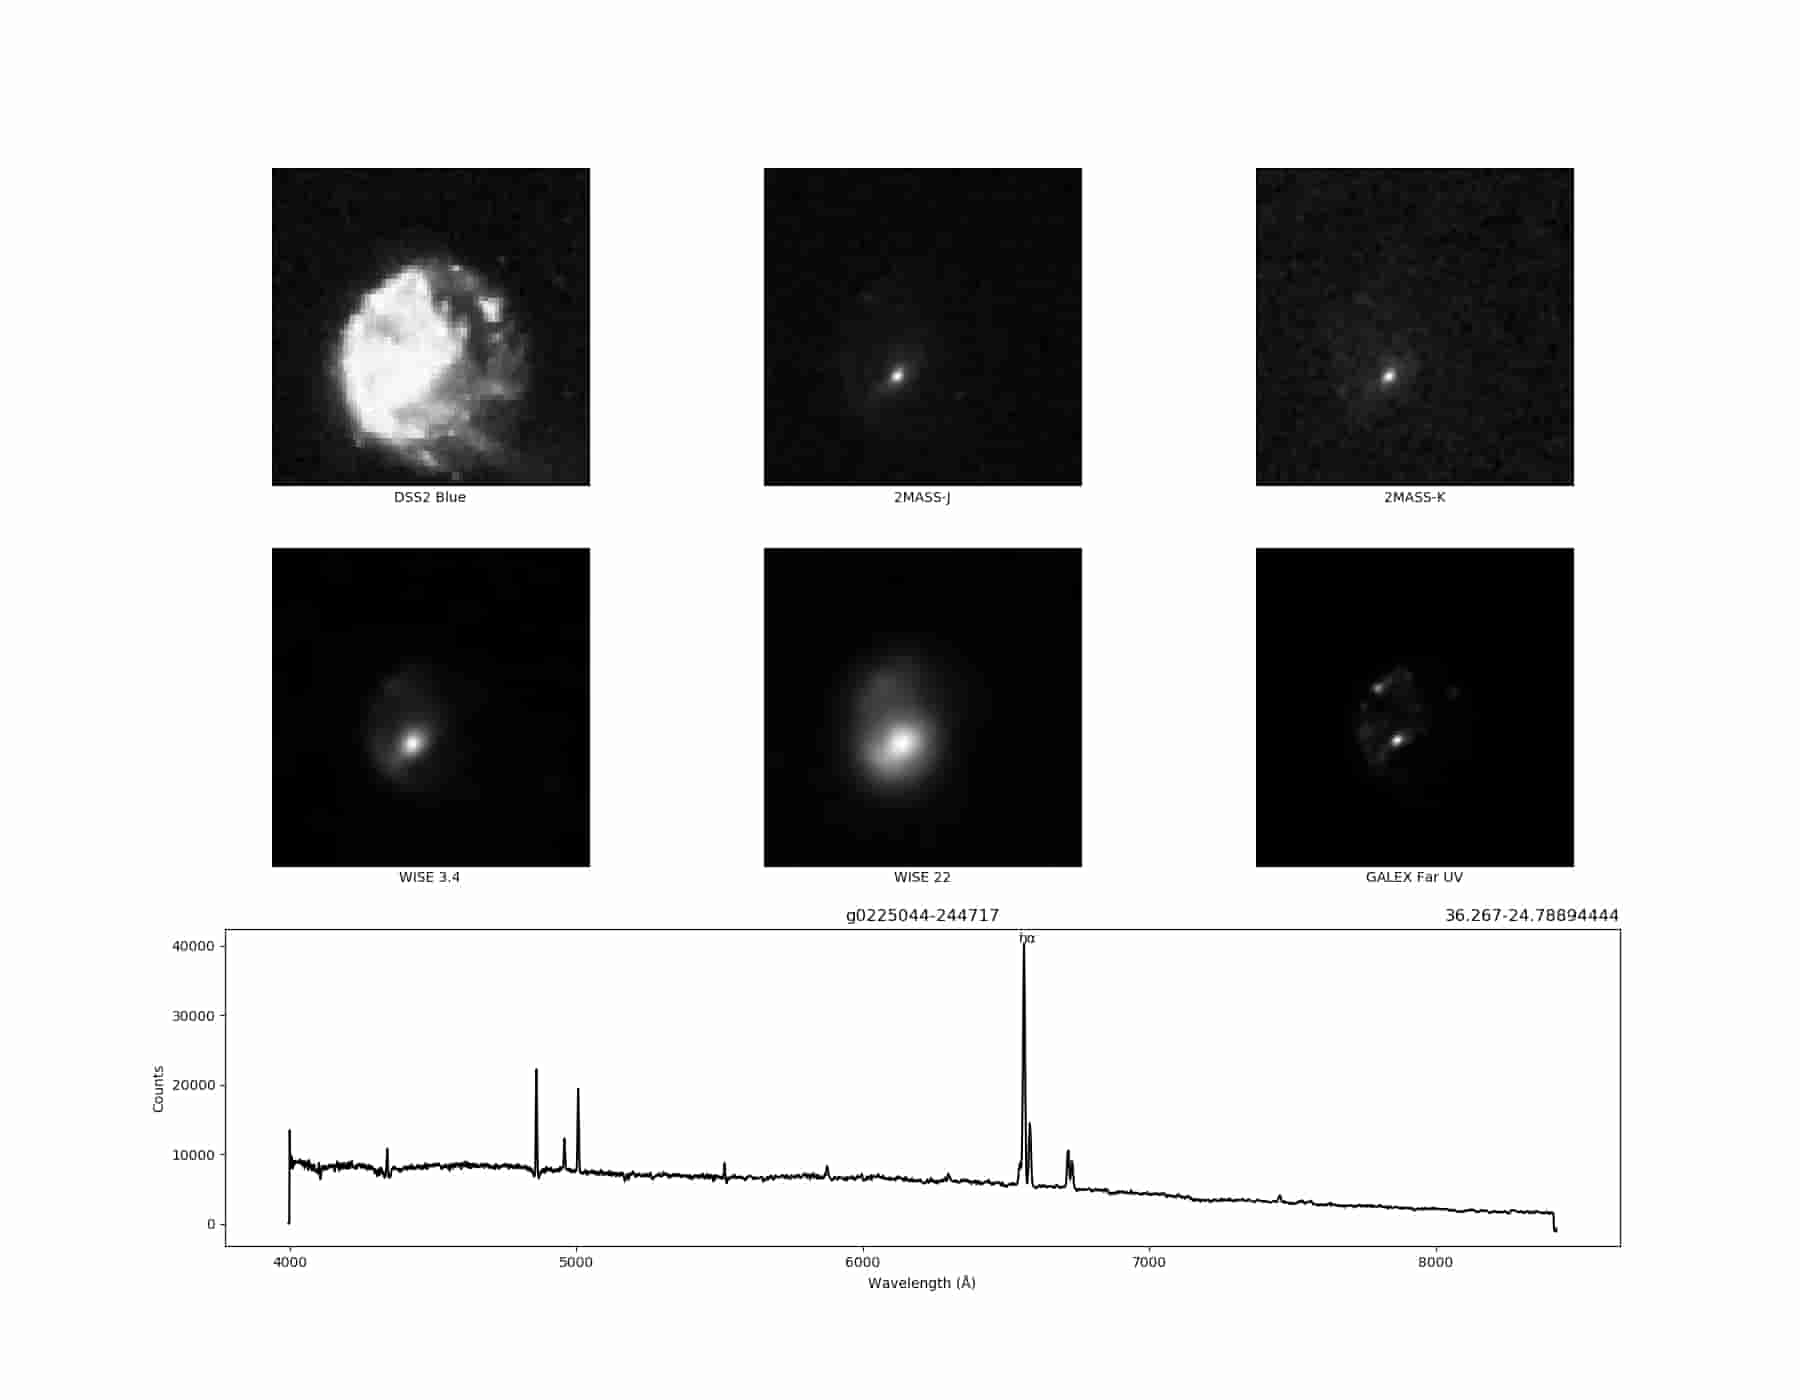 DSS2 Blue
2MASS-J
2MASS-K
WISE 3.4
WISE 22
GALEX Far UV
g0225044-244717
36.267-24.78894444
hα
40000
30000
20000
10000
0
Counts
4000
5000
6000
7000
8000
Wavelength (Å)